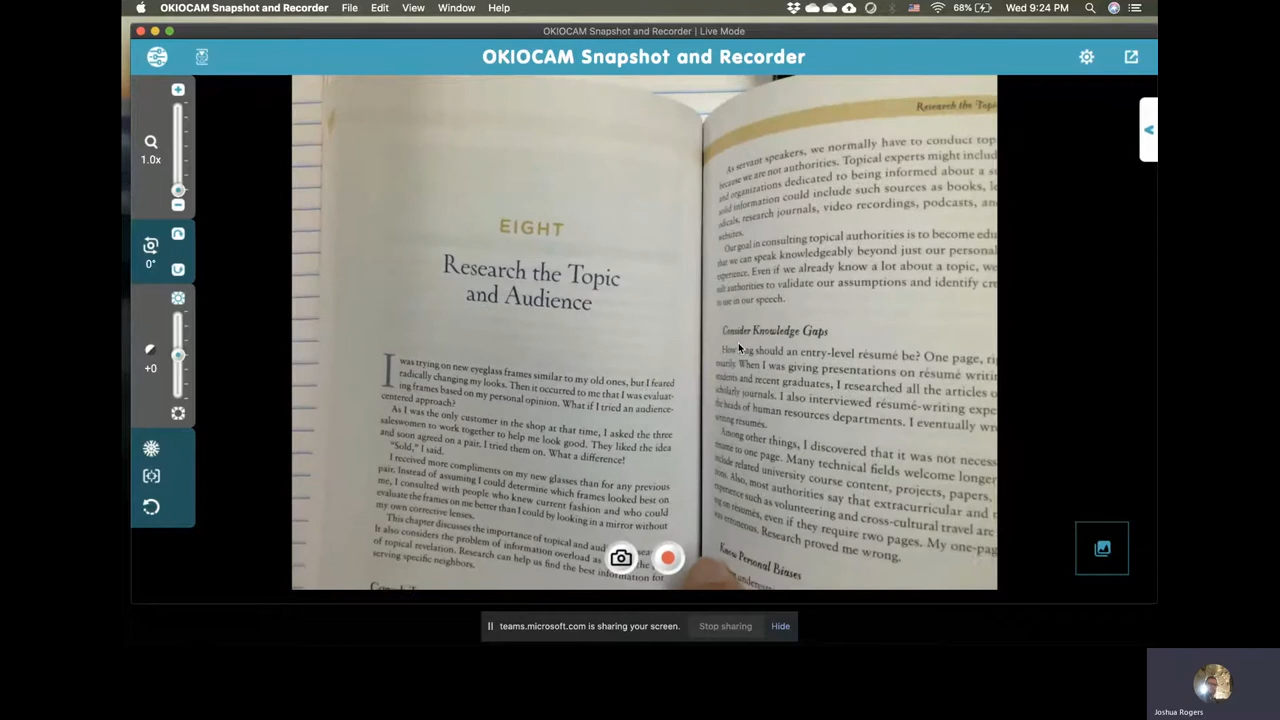 OKIOCAM Snapshot and Recorder File Edit View Window Help 68% Wed 9:24 PM
OKIOCAM Snapshot and Recorder | Live Mode
OKIOCAM Snapshot and Recorder
1.0x
0°
+0
EIGHT
Research the Topic
and Audience
I was trying on new eyeglass frames similar to my old ones, but I feared
radically changing my looks. Then it occurred to me that I was evaluat-
ing frames based on my personal opinion. What if I tried an audience-
centered approach?
As I was the only customer in the shop at that time, I asked the three
saleswomen to work together to help me look good. They liked the idea
and soon agreed on a pair. I tried them on. What a difference!
“Sold,” I said.
I received more compliments on my new glasses than for any previous
pair. Instead of assuming I could determine which frames looked best on
me, I consulted with people who knew current fashion and who could
evaluate the frames on me better than I could by looking in a mirror without
my own corrective lenses.
This chapter discusses the importance of topical and
It also considers the problem of information overload as
of topical revelation. Research can help us find the best information for
serving specific neighbors.
Research the Topi
As servant speakers, we normally have to conduct top
because we are not authorities. Topical experts might includ
and organizations dedicated to being informed about a
information could include such sources as books,
research journals, video recordings, podcasts,
websites.
Our goal in consulting topical authorities is to become
that we can speak knowledgeably beyond just our personal
experience. Even if we already know a lot about a topic, we
authorities to validate our assumptions and identify
to use in our speech.
Consider Knowledge Gaps
should an entry-level résumé be? One page,
When I was giving presentations on résumé
students and recent graduates, I researched all the articles
scholarly journals. I also interviewed résumé-writing
the heads of human resources departments. I eventually
writing résumés.
Among other things, I discovered that it was not
résumé to one page. Many technical fields welcome longer
include related university course content, projects, papers,
Also, most authorities say that extracurricular and
experience such as volunteering and cross-cultural travel are
on résumés, even if they require two pages. My one-pag
was erroneous. Research proved me wrong.
Know Personal Biases
teams.microsoft.com is sharing your screen. Stop sharing Hide
Joshua Rogers